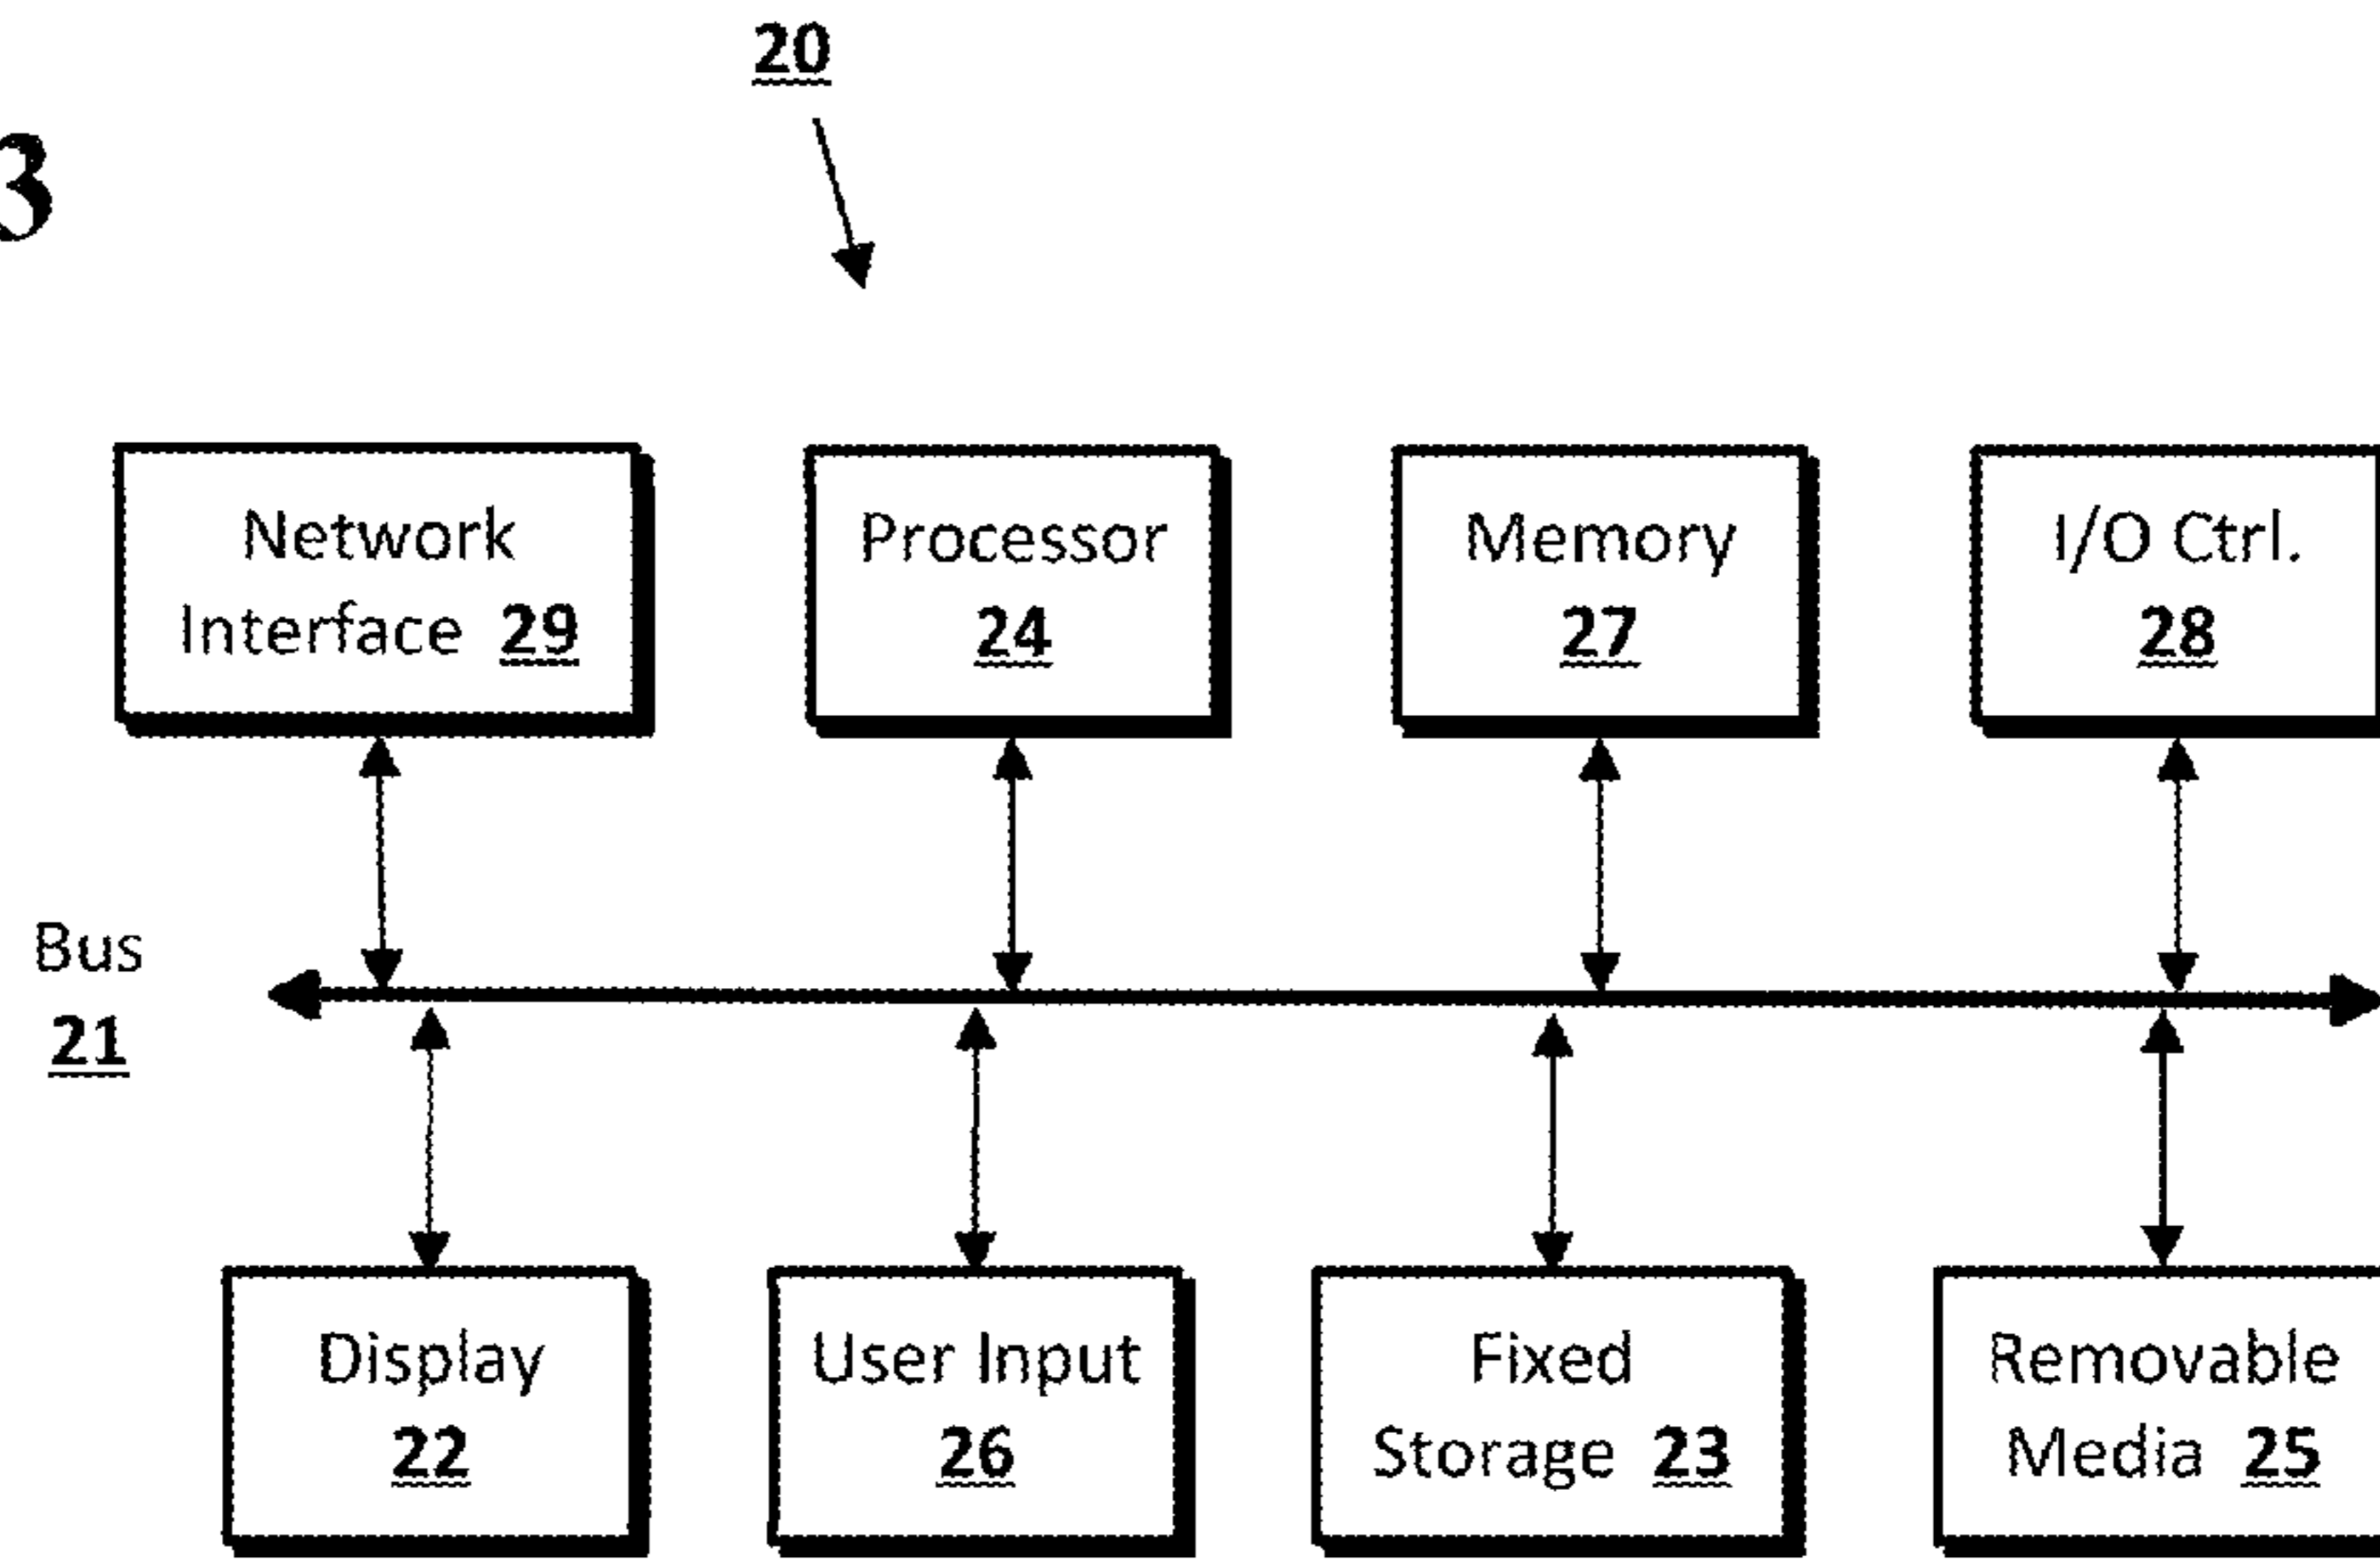 20
3
Network
Interface 29
Processor
24
Memory
27
I/O Ctrl.
28
Bus
21
Display
22
User Input
26
Fixed
Storage 23
Removable
Media 25